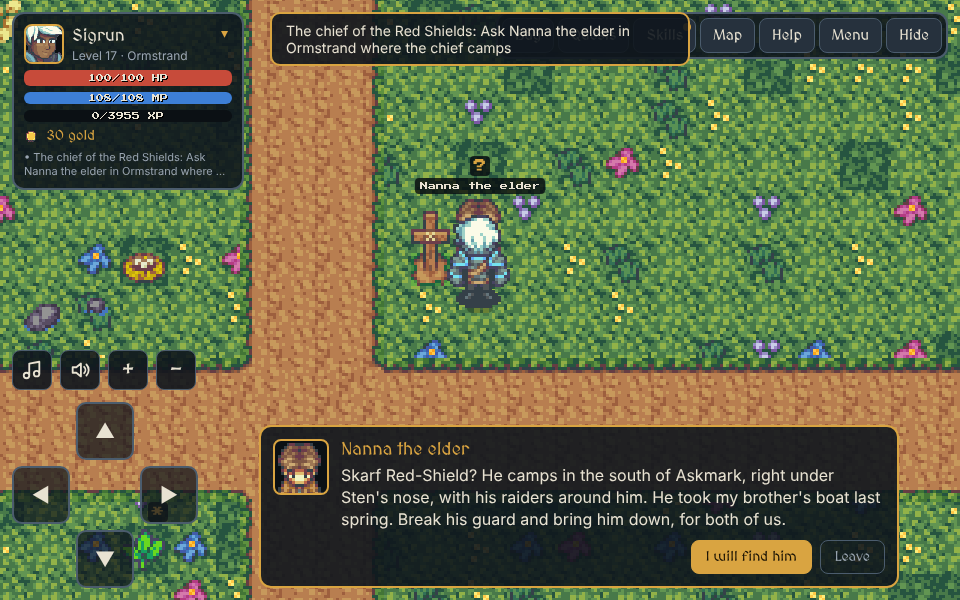 Sigrun
Level 17 · Ormstrand
100/100 HP
108/108 MP
0/3955 XP
30 gold
• The chief of the Red Shields: Ask
Nanna the elder in Ormstrand where ...
The chief of the Red Shields: Ask Nanna the elder in
Ormstrand where the chief camps
Skills
Map
Help
Menu
Hide
?
Nanna the elder
+
-
Nanna the elder
Skarf Red-Shield? He camps in the south of Askmark, right under
Sten's nose, with his raiders around him. He took my brother's boat last
spring. Break his guard and bring him down, for both of us.
I will find him
Leave